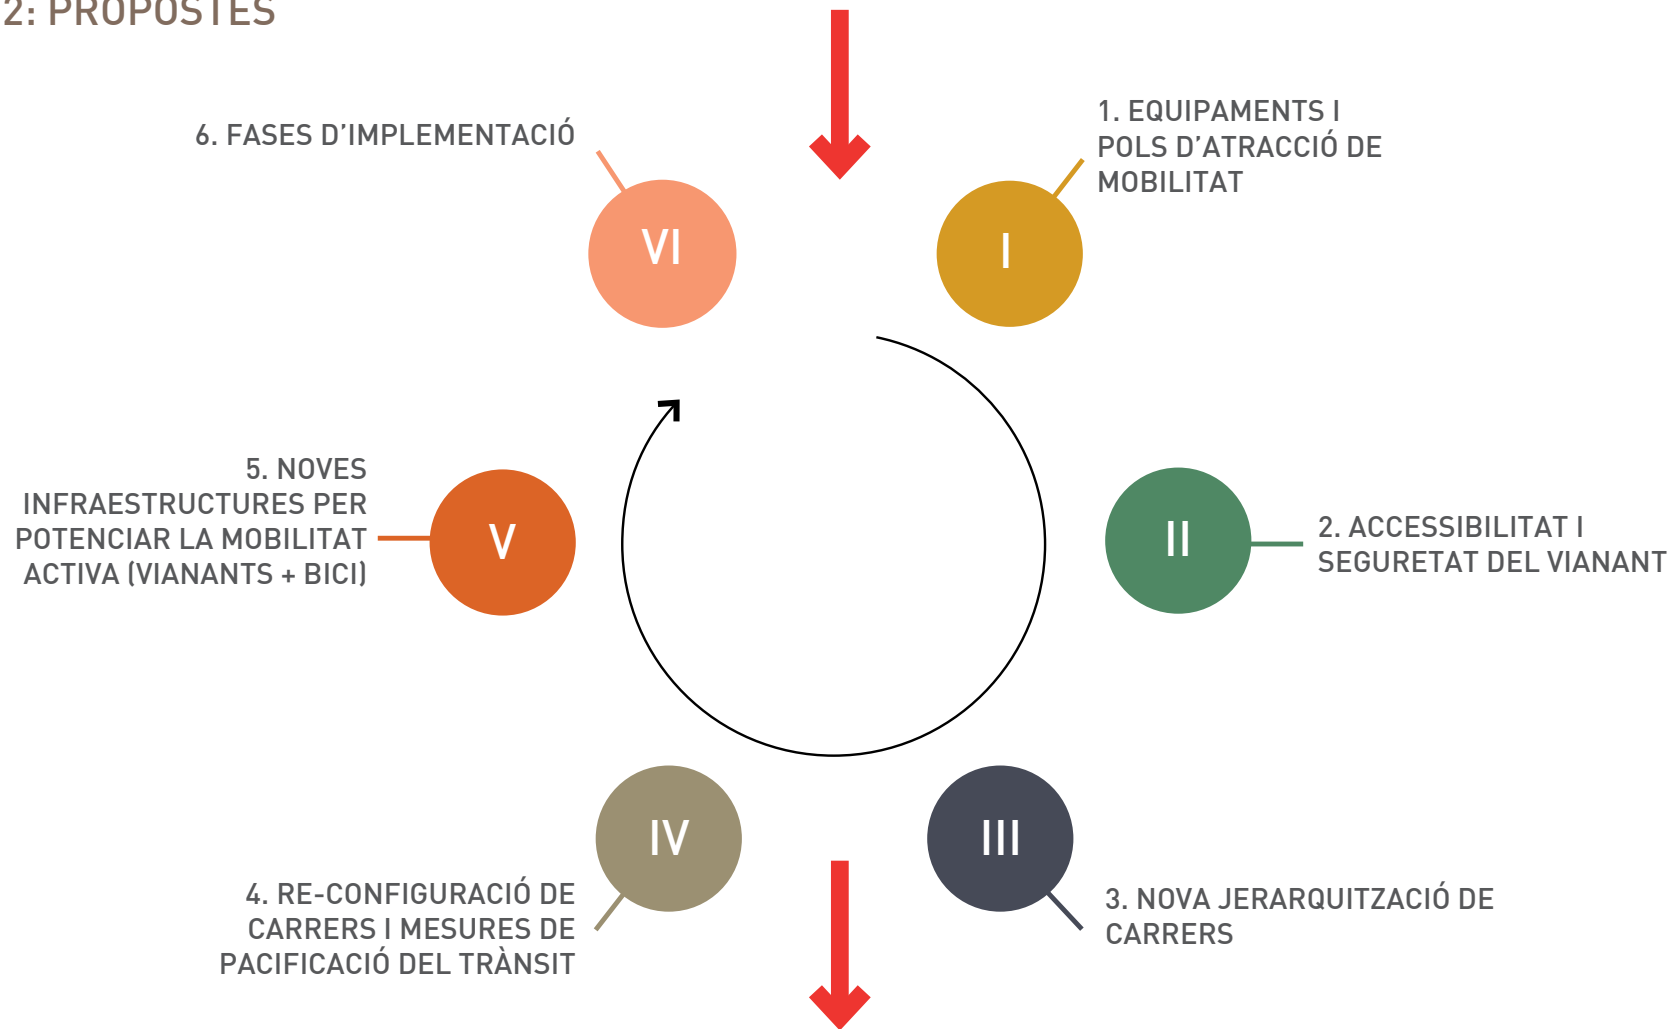 2: PROPOSTES
1. EQUIPAMENTS I
POLS D’ATRACCIÓ DE
MOBILITAT
I
2. ACCESSIBILITAT I
SEGURETAT DEL VIANANT
II
3. NOVA JERARQUITZACIÓ DE
CARRERS
III
4. RE-CONFIGURACIÓ DE
CARRERS I MESURES DE
PACIFICACIÓ DEL TRÀNSIT
IV
5. NOVES
INFRAESTRUCTURES PER
POTENCIAR LA MOBILITAT
ACTIVA (VIANANTS + BICI)
V
6. FASES D’IMPLEMENTACIÓ
VI